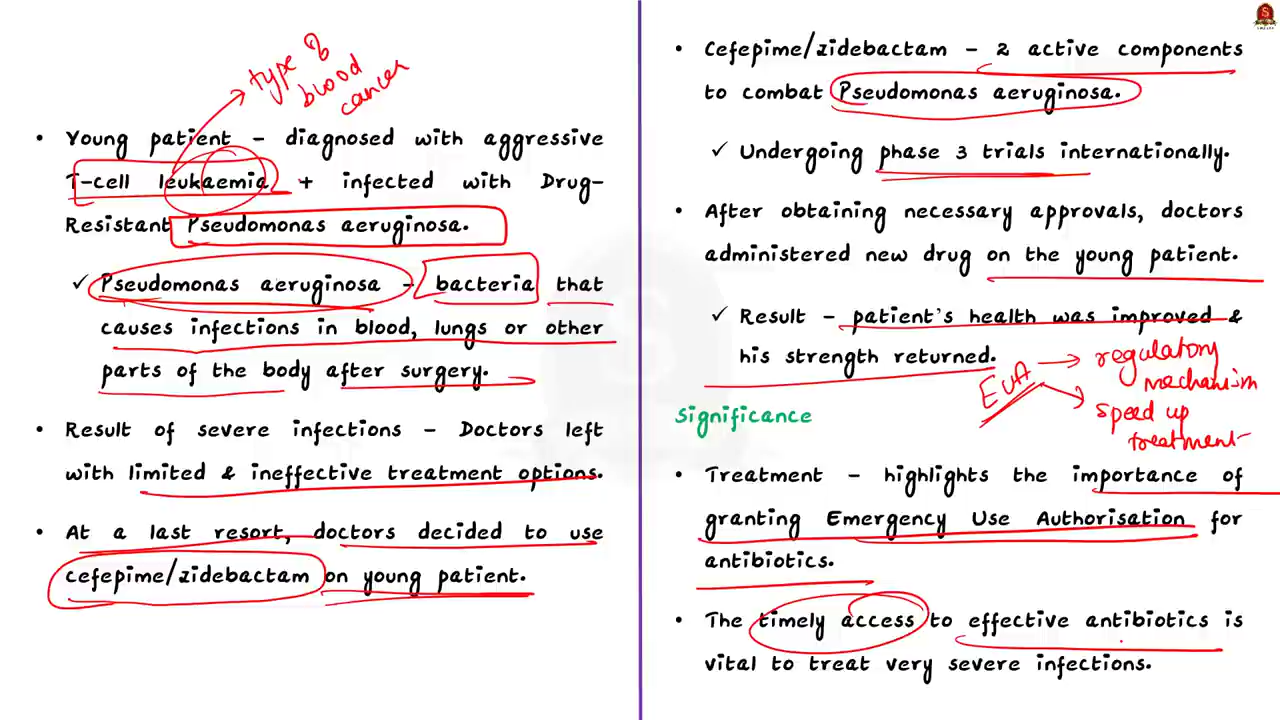 type of
blood
cancer
• Young patient - diagnosed with aggressive
T-cell leukaemia + infected with Drug-
Resistant Pseudomonas aeruginosa.
✓ Pseudomonas aeruginosa - bacteria that
causes infections in blood, lungs or other
parts of the body after surgery.
• Result of severe infections - Doctors left
with limited & ineffective treatment options.
• At a last resort, doctors decided to use
cefepime/zidebactam on young patient.
• Cefepime/zidebactam - 2 active components
to combat Pseudomonas aeruginosa.
✓ Undergoing phase 3 trials internationally.
• After obtaining necessary approvals, doctors
administered new drug on the young patient.
✓ Result - patient's health was improved &
his strength returned.
EUA
regulatory
mechanism
speed up
treatment
Significance
• Treatment - highlights the importance of
granting Emergency Use Authorisation for
antibiotics.
• The timely access to effective antibiotics is
vital to treat very severe infections.